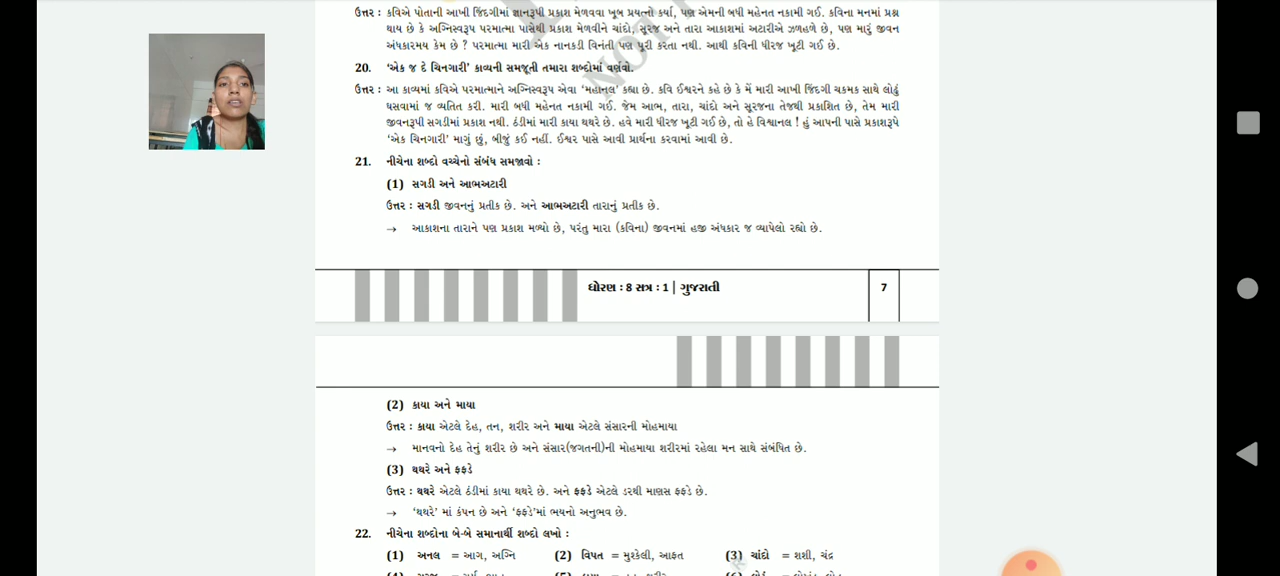 ઉત્તર : કવિએ પોતાની આખી જિંદગીમાં જ્ઞાનરૂપી પ્રકાશ મેળવવા ખૂબ પ્રયત્નો કર્યા, પણ એમની બધી મહેનત નકામી ગઈ. કવિના મનમાં પ્રશ્ન
થાય છે કે અગ્નિસ્વરૂપ પરમાત્મા પાસેથી પ્રકાશ મેળવીને ચાંદો, સૂરજ અને તારા આકાશમાં અટારીએ ઝળહળે છે, પણ મારું જીવન
અંધકારમય કેમ છે ? પરમાત્મા મારી એક નાનકડી વિનંતી પણ પૂરી કરતા નથી. આથી કવિની ધીરજ ખૂટી ગઈ છે.
20. ‘એક જ દે ચિનગારી’ કાવ્યની સમજૂતી તમારા શબ્દોમાં વર્ણવો.
ઉત્તર : આ કાવ્યમાં કવિએ પરમાત્માને અગ્નિસ્વરૂપ એવા ‘મહાનલ’ કહ્યા છે. કવિ ઈશ્વરને કહે છે કે મેં મારી આખી જિંદગી ચકમક સાથે લોઢું
ઘસવામાં જ વ્યતિત કરી. મારી બધી મહેનત નકામી ગઈ. જેમ આભ, તારા, ચાંદો અને સૂરજના તેજથી પ્રકાશિત છે, તેમ મારી
જીવનરૂપી સગડીમાં પ્રકાશ નથી. ઠંડીમાં મારી કાયા થથરે છે. હવે મારી ધીરજ ખૂટી ગઈ છે, તો હે વિશ્વાનલ ! હું આપની પાસે પ્રકાશરૂપે
‘એક ચિનગારી’ માગું છું, બીજું કઈ નહીં. ઈશ્વર પાસે આવી પ્રાર્થના કરવામાં આવી છે.
21. નીચેના શબ્દો વચ્ચેનો સંબંધ સમજાવો :
(1) સગડી અને આભઅટારી
ઉત્તર : સગડી જીવનનું પ્રતીક છે. અને આભઅટારી તારાનું પ્રતીક છે.
→ આકાશના તારાને પણ પ્રકાશ મળ્યો છે, પરંતુ મારા (કવિના) જીવનમાં હજી અંધકાર જ વ્યાપેલો રહ્યો છે.
ધોરણ : 8 સત્ર : 1 | ગુજરાતી 7
(2) કાયા અને માયા
ઉત્તર : કાયા એટલે દેહ, તન, શરીર અને માયા એટલે સંસારની મોહમાયા
→ માનવનો દેહ તેનું શરીર છે અને સંસાર(જગતની)ની મોહમાયા શરીરમાં રહેલા મન સાથે સંબંધિત છે.
(3) થથરે અને ફફડે
ઉત્તર : થથરે એટલે ઠંડીમાં કાયા થથરે છે. અને ફફડે એટલે ડરથી માણસ ફફડે છે.
→ ‘થથરે’ માં કંપન છે અને ‘ફફડે’માં ભયનો અનુભવ છે.
22. નીચેના શબ્દોના બે-બે સમાનાર્થી શબ્દો લખો :
(1) અનલ = આગ, અગ્નિ (2) વિપત = મુશ્કેલી, આફત (3) ચાંદો = શશી, ચંદ્ર